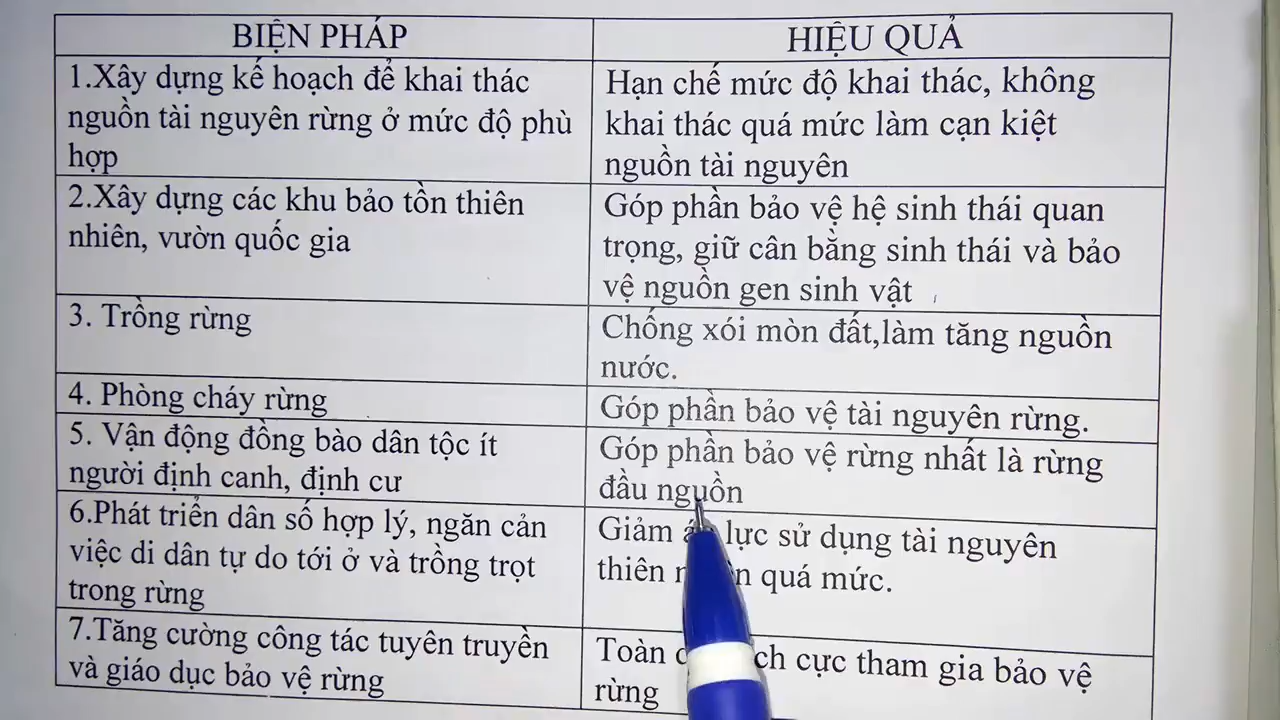 BIỆN PHÁP
HIỆU QUẢ
1.Xây dựng kế hoạch để khai thác
nguồn tài nguyên rừng ở mức độ phù
hợp
Hạn chế mức độ khai thác, không
khai thác quá mức làm cạn kiệt
nguồn tài nguyên
2.Xây dựng các khu bảo tồn thiên
nhiên, vườn quốc gia
Góp phần bảo vệ hệ sinh thái quan
trọng, giữ cân bằng sinh thái và bảo
vệ nguồn gen sinh vật
3. Trồng rừng
Chống xói mòn đất,làm tăng nguồn
nước.
4. Phòng cháy rừng
Góp phần bảo vệ tài nguyên rừng.
5. Vận động đồng bào dân tộc ít
người định canh, định cư
Góp phần bảo vệ rừng nhất là rừng
đầu nguồn
6.Phát triển dân số hợp lý, ngăn cản
việc di dân tự do tới ở và trồng trọt
trong rừng
Giảm lực sử dụng tài nguyên
thiên quá mức.
7.Tăng cường công tác tuyên truyền
và giáo dục bảo vệ rừng
Toàn cực tham gia bảo vệ
rừng